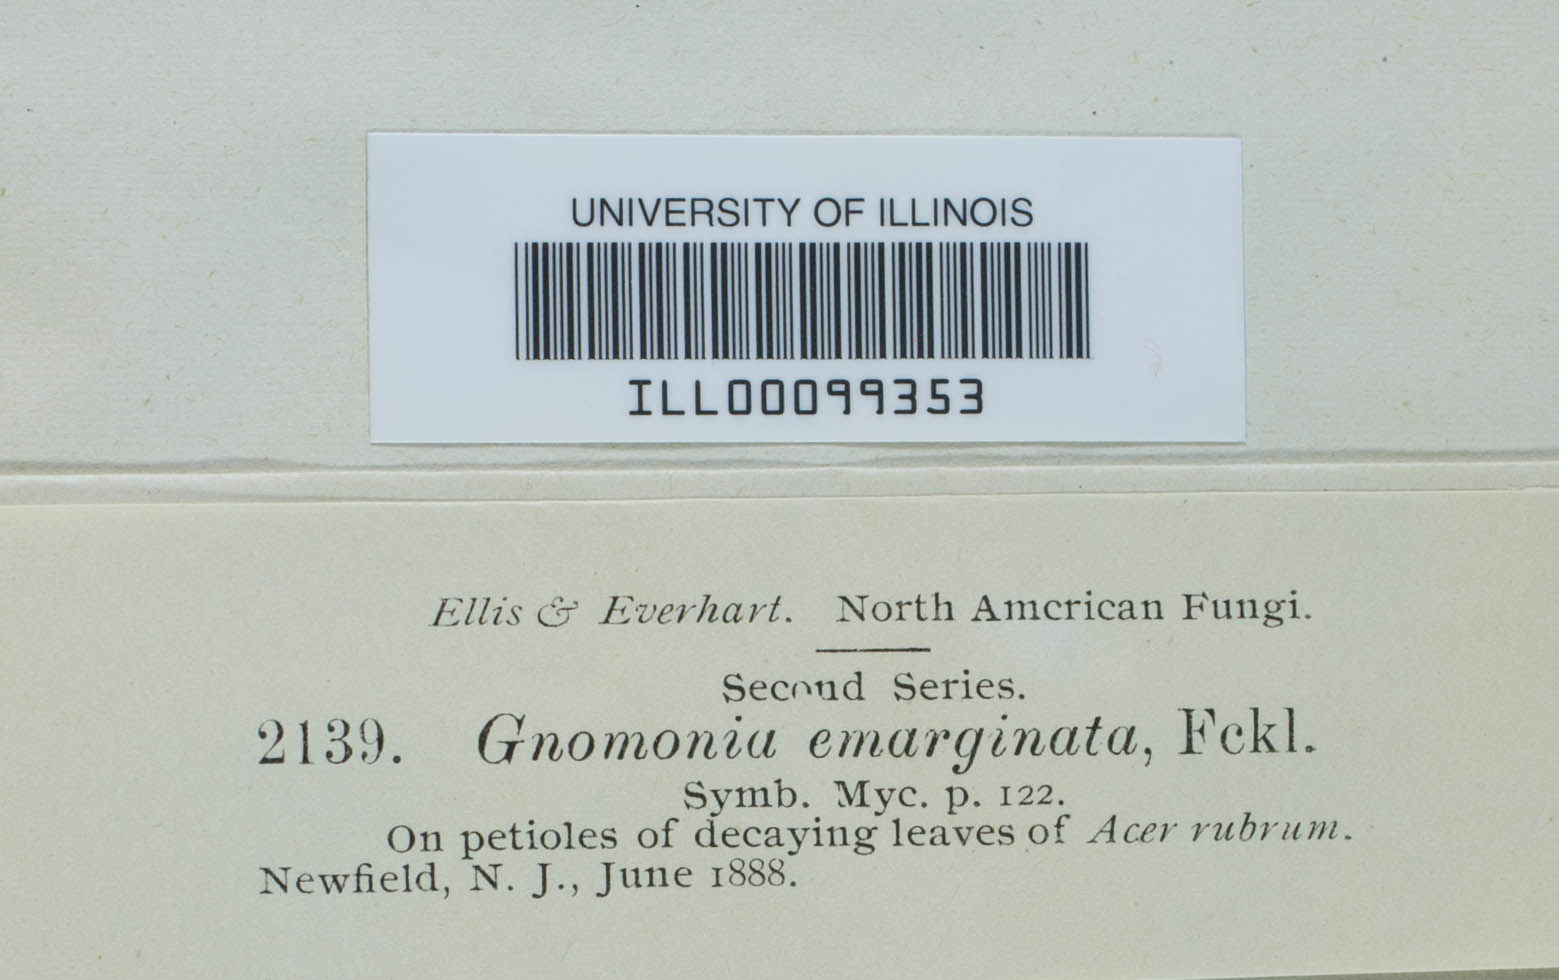 UNIVERSITY OF ILLINOIS
ILL00099353
Ellis & Everhart. North American Fungi.
Second Series.
2139. Gnomonia emarginata, Fckl.
Symb. Myc. p. 122.
On petioles of decaying leaves of Acer rubrum.
Newfield, N. J., June 1888.